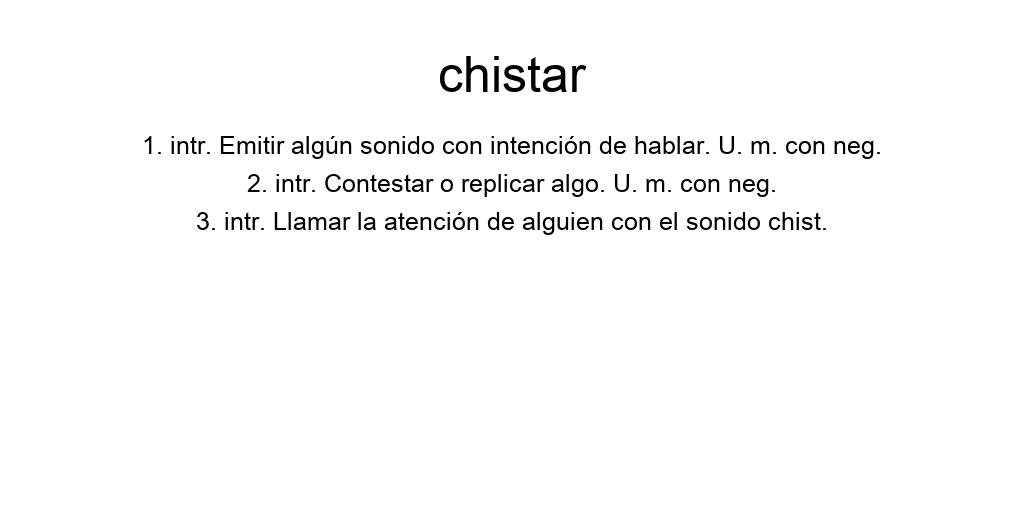 chistar
1. intr. Emitir algún sonido con intención de hablar. U. m. con neg.
2. intr. Contestar o replicar algo. U. m. con neg.
3. intr. Llamar la atención de alguien con el sonido chist.